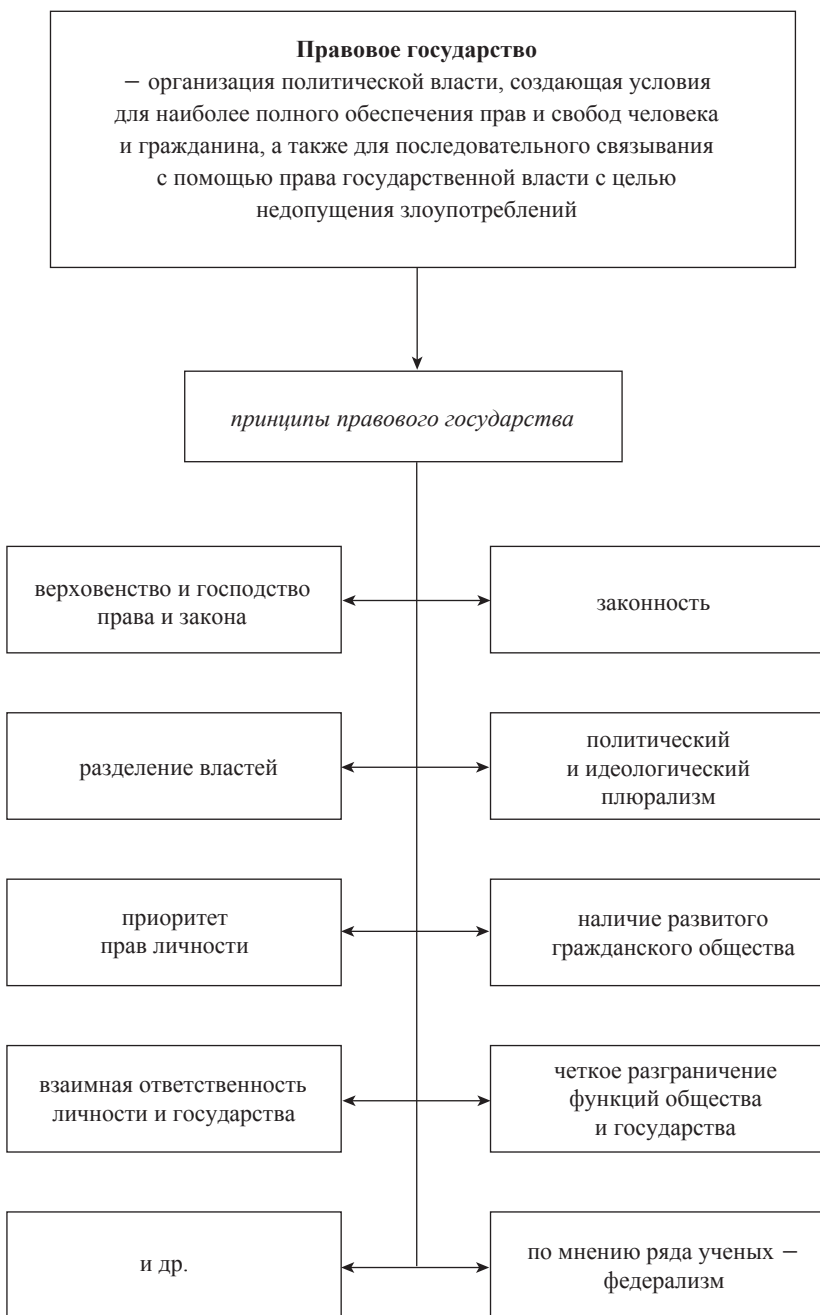 Правовое государство
— организация политической власти, создающая условия
для наиболее полного обеспечения прав и свобод человека
и гражданина, а также для последовательного связывания
с помощью права государственной власти с целью
недопущения злоупотреблений
принципы правового государства
верховенство и господство
права и закона
законность
разделение властей
политический
и идеологический
плюрализм
приоритет
прав личности
наличие развитого
гражданского общества
взаимная ответственность
личности и государства
четкое разграничение
функций общества
и государства
и др.
по мнению ряда ученых —
федерализм